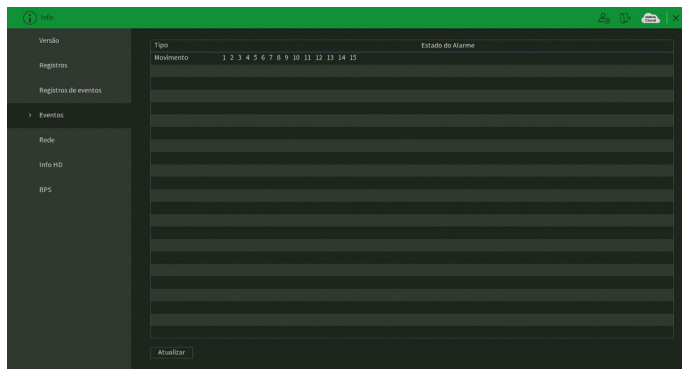 Info
Cloud
Versão
Registros
Registros de eventos
> Eventos
Rede
Info HD
BPS
Tipo Estado do Alarme
Movimento 1 2 3 4 5 6 7 8 9 10 11 12 13 14 15
Atualizar